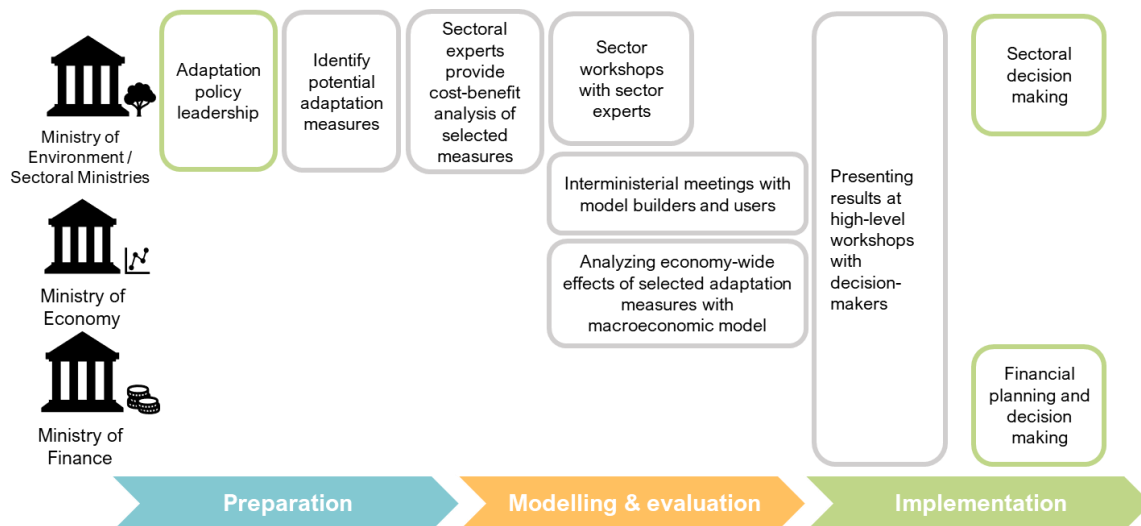 Adaptation
policy
leadership
Identify
potential
adaptation
measures
Sectoral
experts
provide
cost-benefit
analysis of
selected
measures
Sector
workshops
with sector
experts
Sectoral
decision
making
Ministry of
Environment /
Sectoral Ministries
Interministerial meetings with
model builders and users
Presenting
results at
high-level
workshops
with
decision-
makers
Ministry of
Economy
Analyzing economy-wide
effects of selected adaptation
measures with
macroeconomic model
Ministry of
Finance
Financial
planning and
decision
making
Preparation
Modelling & evaluation
Implementation